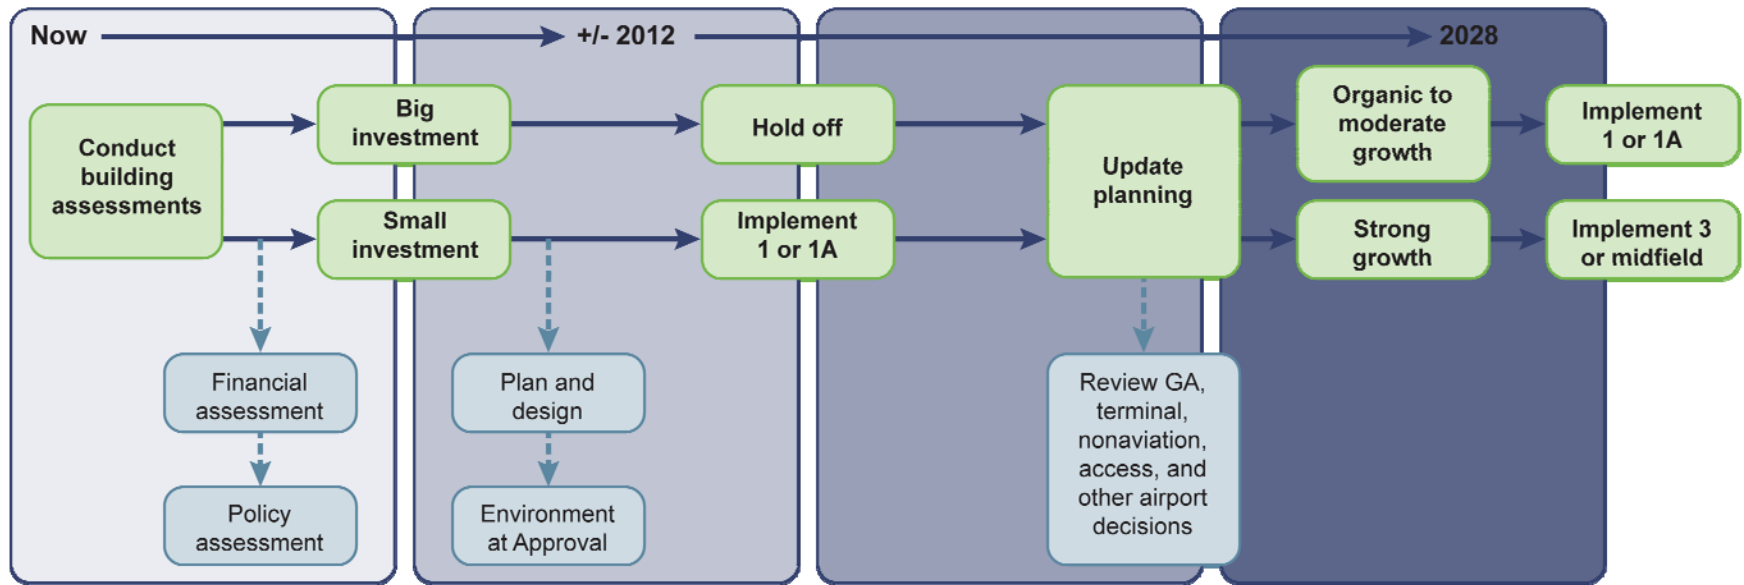 Now
+/- 2012
2028
Conduct
building
assessments
Big
investment
Hold off
Update
planning
Organic to
moderate
growth
Implement
1 or 1A
Small
investment
Implement
1 or 1A
Strong
growth
Implement 3
or midfield
Financial
assessment
Policy
assessment
Plan and
design
Environment
at Approval
Review GA,
terminal,
nonaviation,
access, and
other airport
decisions